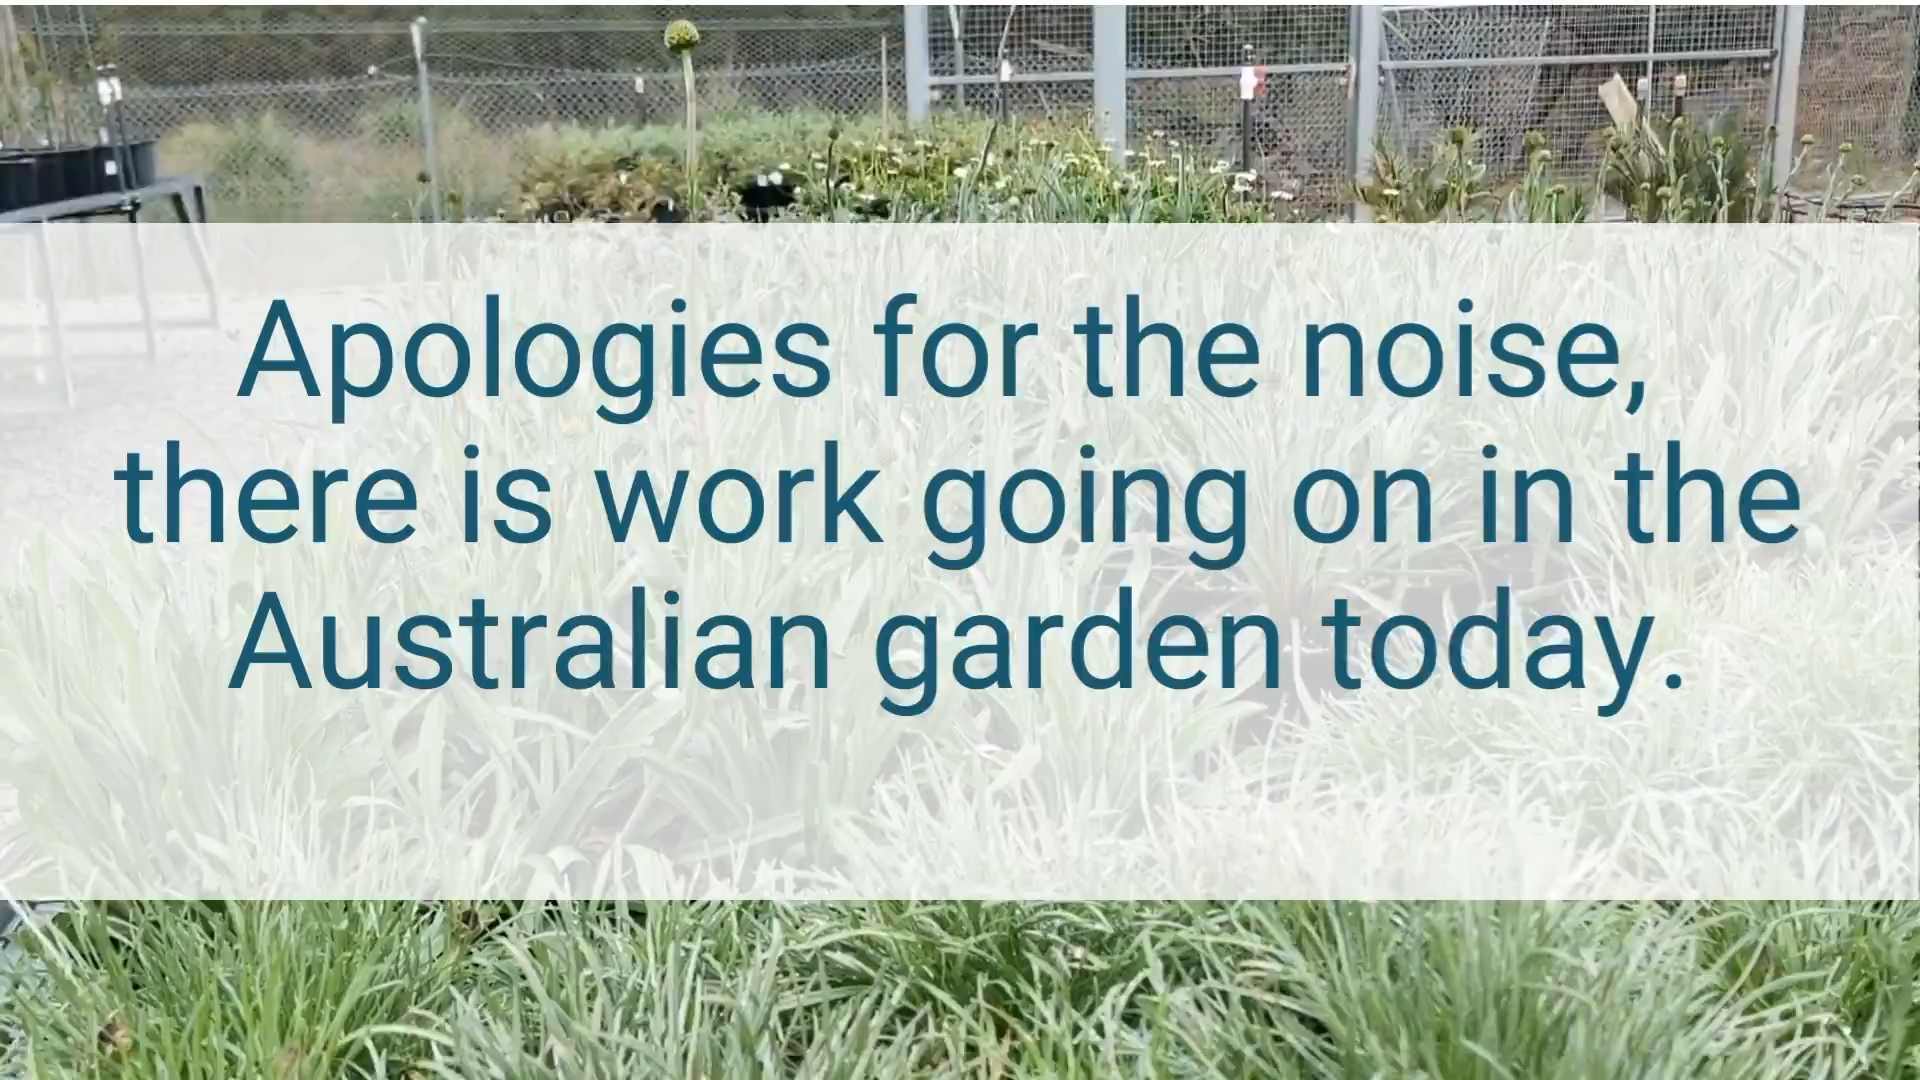 Apologies for the noise,
there is work going on in the
Australian garden today.